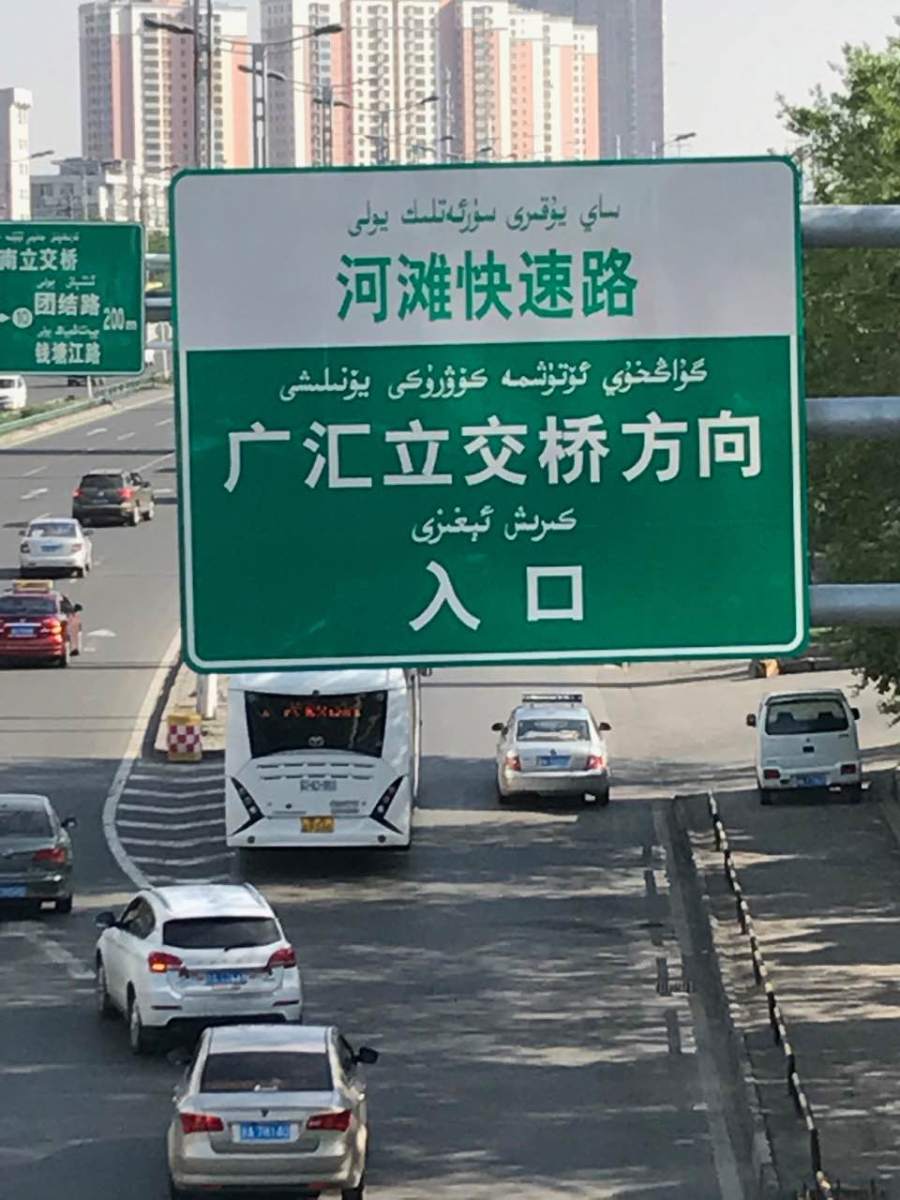 ساي يۇقىرى سۈرئەتلىك يولى
河滩快速路
گۇاڭخۇي ئۆتۈشمە كۆۋرۈكى يۆنىلىشى
广汇立交桥方向
كىرىش ئېغىزى
入口
南立交桥
团结路
200m
钱塘江路